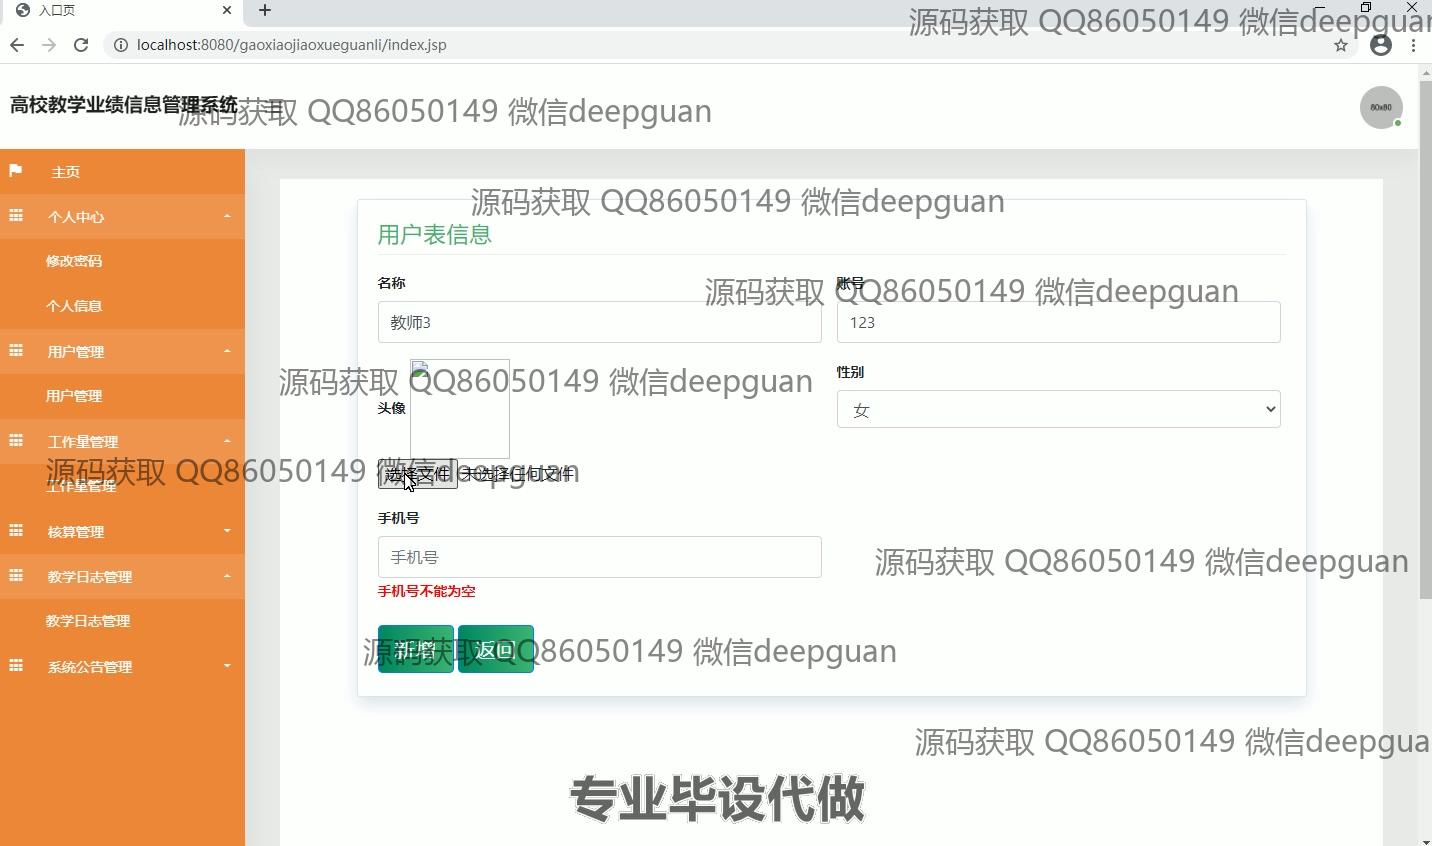 入口页
源码获取 QQ86050149 微信deepguan
localhost:8080/gaoxiaojiaoxueguanli/index.jsp
高校教学业绩信息管理系统
源码获取 QQ86050149 微信deepguan
80x80
主页
个人中心
源码获取 QQ86050149 微信deepguan
用户表信息
修改密码
名称
账号
源码获取 QQ86050149 微信deepguan
个人信息
教师3
123
用户管理
性别
源码获取 QQ86050149 微信deepguan
用户管理
头像
女
工作量管理
源码获取 QQ86050149 微信deepguan
选择文件 未选择任何文件
工作量管理
手机号
核算管理
手机号
源码获取 QQ86050149 微信deepguan
教学日志管理
手机号不能为空
教学日志管理
新增
返回
源码获取 QQ86050149 微信deepguan
系统公告管理
源码获取 QQ86050149 微信deepgua
专业毕设代做